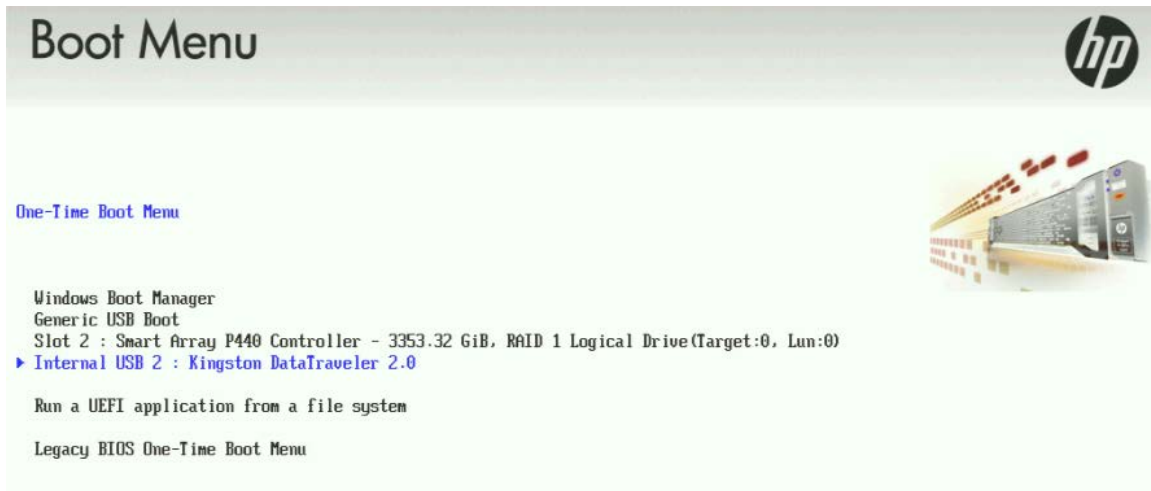 Boot Menu
hp
One-Time Boot Menu
Windows Boot Manager
Generic USB Boot
Slot 2 : Smart Array P440 Controller - 3353.32 GiB, RAID 1 Logical Drive(Target:0, Lun:0)
Internal USB 2 : Kingston DataTraveler 2.0
Run a UEFI application from a file system
Legacy BIOS One-Time Boot Menu